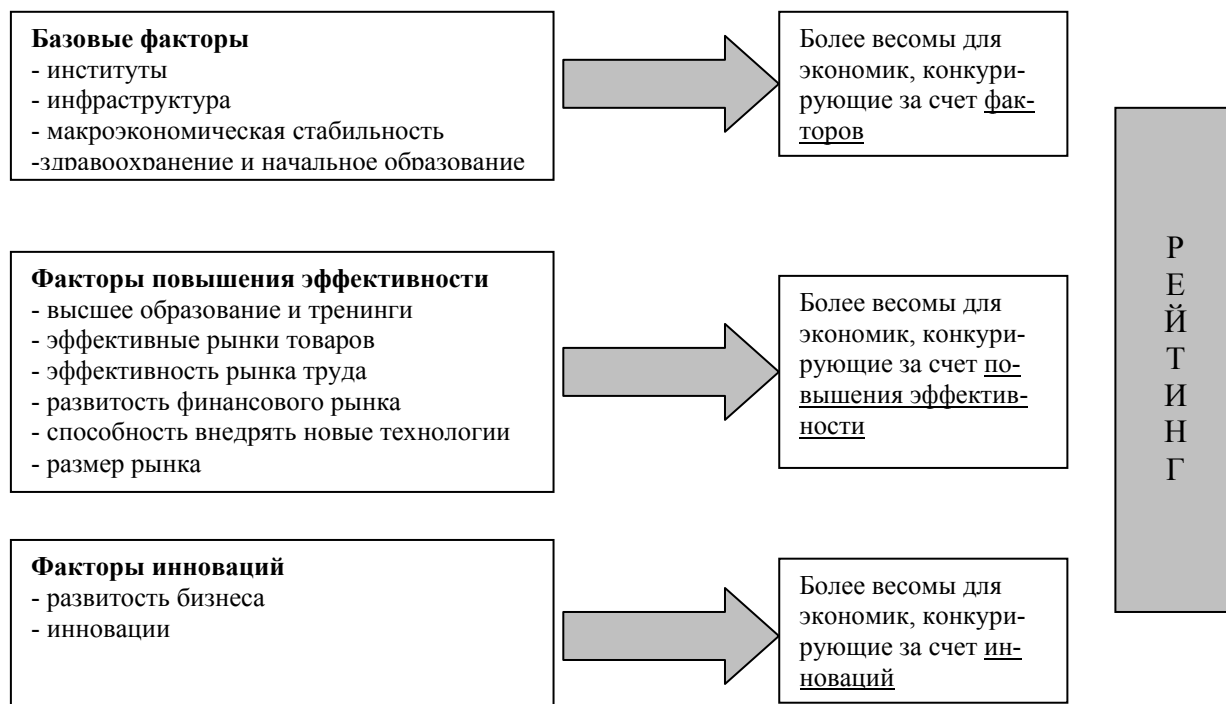 Базовые факторы
- институты
- инфраструктура
- макроэкономическая стабильность
-здравоохранение и начальное образование
Более весомы для
экономик, конкури-
рующие за счет фак-
торов
Факторы повышения эффективности
- высшее образование и тренинги
- эффективные рынки товаров
- эффективность рынка труда
- развитость финансового рынка
- способность внедрять новые технологии
- размер рынка
Более весомы для
экономик, конкури-
рующие за счет по-
вышения эффектив-
ности
Факторы инноваций
- развитость бизнеса
- инновации
Более весомы для
экономик, конкури-
рующие за счет ин-
новаций
Р
Е
Й
Т
И
Н
Г